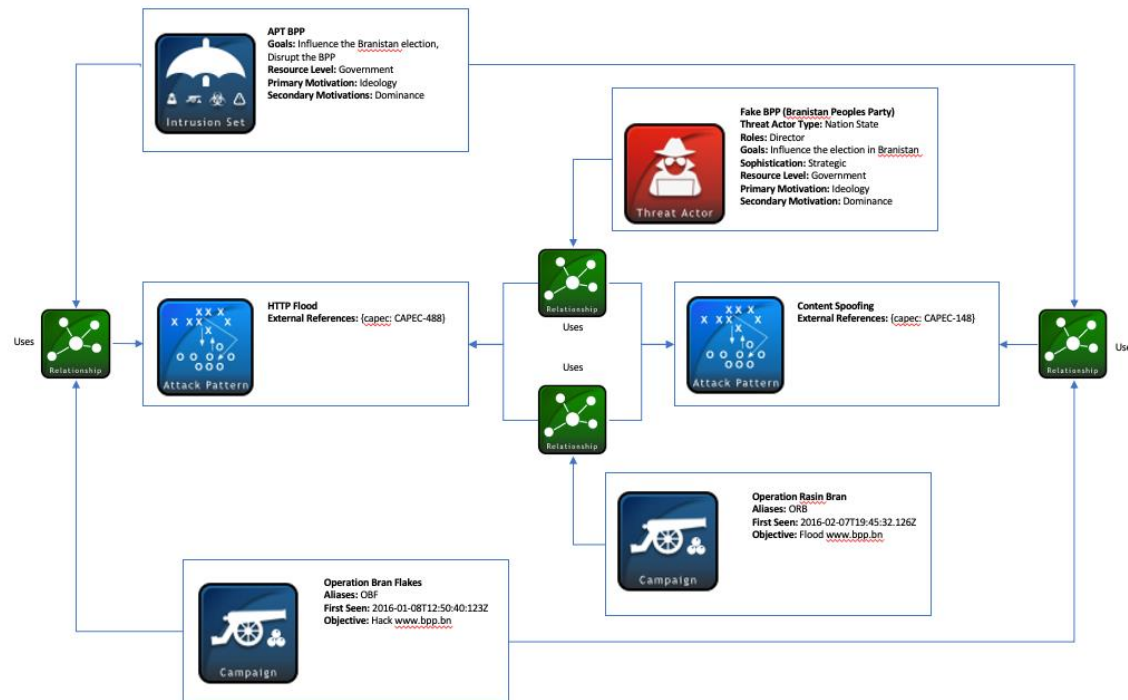 APT BPP
Goals: Influence the Branistan election,
Disrupt the BPP
Resource Level: Government
Primary Motivation: Ideology
Secondary Motivations: Dominance
Intrusion Set
Fake BPP (Branistan Peoples Party)
Threat Actor Type: Nation State
Roles: Director
Goals: Influence the election in Branistan
Sophistication: Strategic
Resource Level: Government
Primary Motivation: Ideology
Secondary Motivation: Dominance
Threat Actor
Relationship
Uses
Uses
Relationship
HTTP Flood
External References: {capec: CAPEC-488}
Attack Pattern
Uses
Relationship
Content Spoofing
External References: {capec: CAPEC-148}
Attack Pattern
Relationship
Use
Operation Rasin Bran
Aliases: ORB
First Seen: 2016-02-07T19:45:32.126Z
Objective: Flood www.bpp.bn
Campaign
Operation Bran Flakes
Aliases: OBF
First Seen: 2016-01-08T12:50:40:123Z
Objective: Hack www.bpp.bn
Campaign